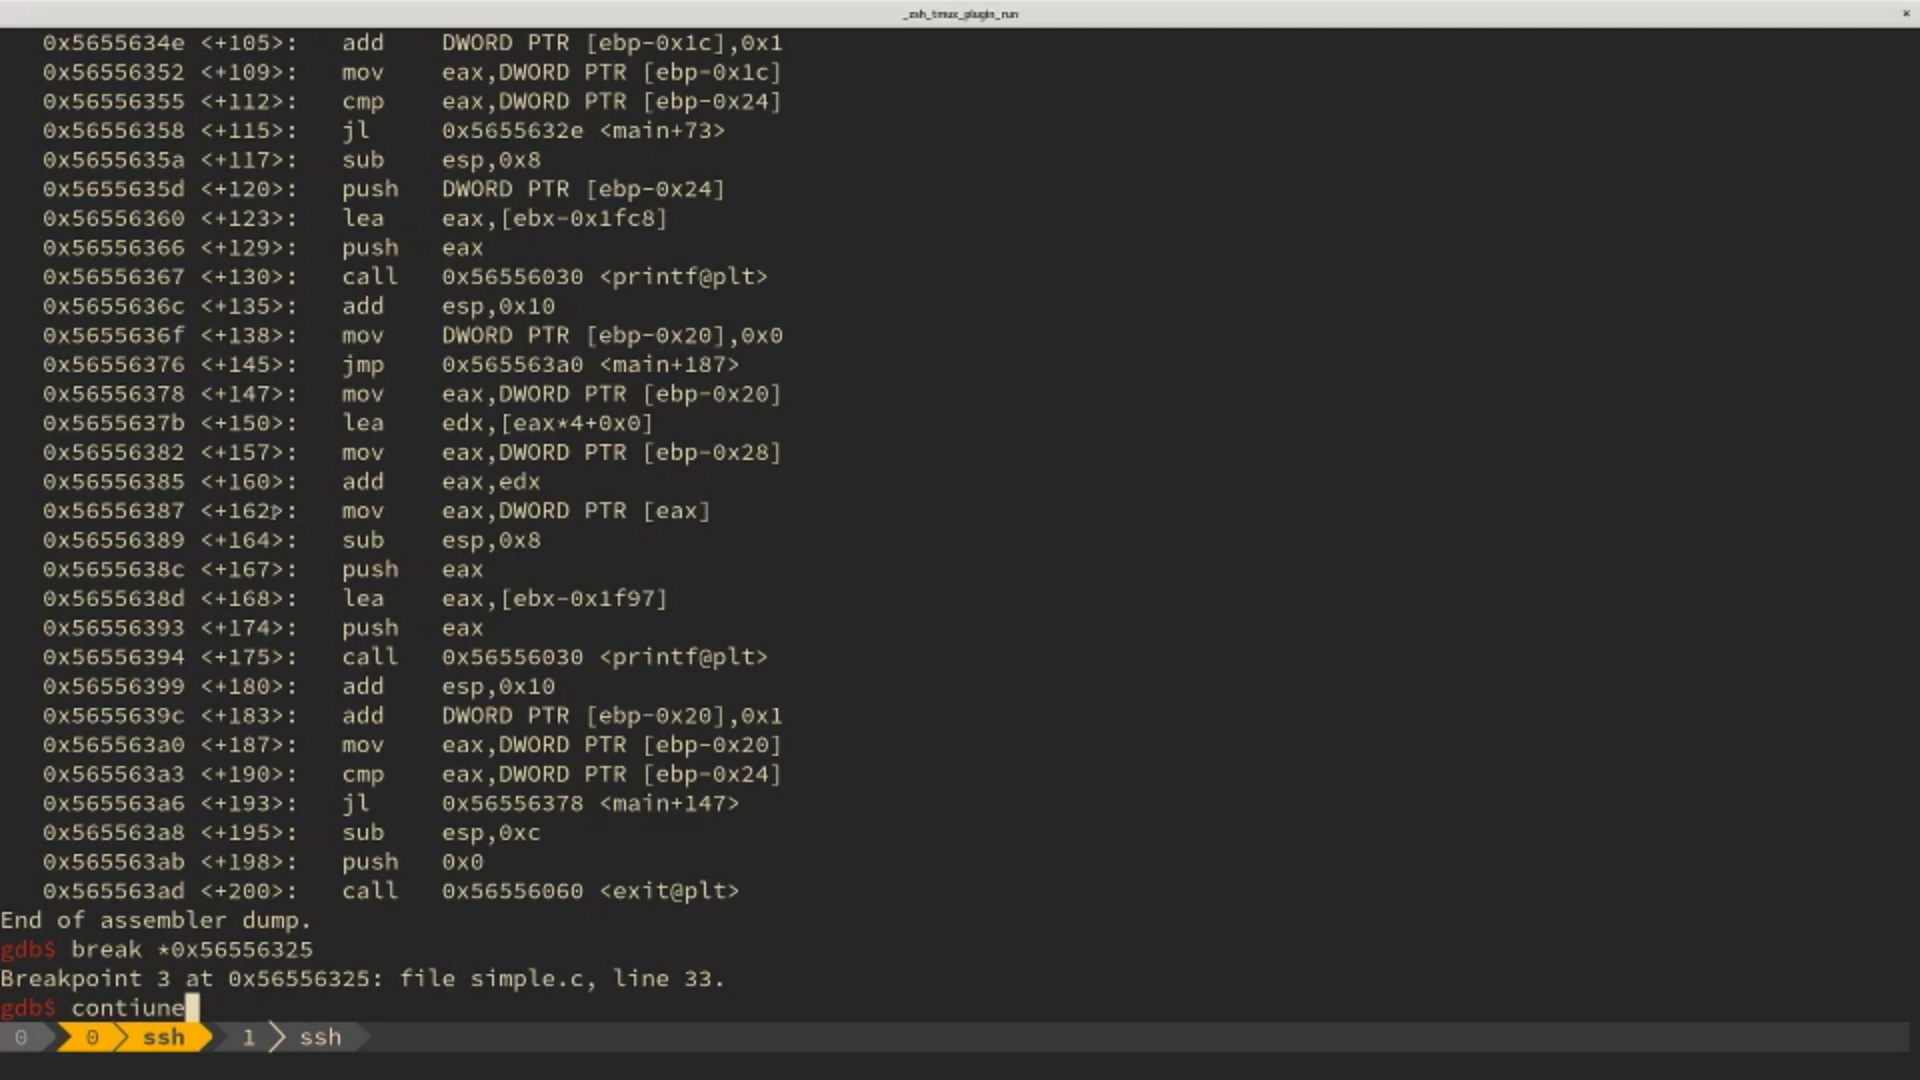 _zsh_tmux_plugin_run ×
0x5655634e <+105>: add DWORD PTR [ebp-0x1c],0x1
0x56556352 <+109>: mov eax,DWORD PTR [ebp-0x1c]
0x56556355 <+112>: cmp eax,DWORD PTR [ebp-0x24]
0x56556358 <+115>: jl 0x5655632e <main+73>
0x5655635a <+117>: sub esp,0x8
0x5655635d <+120>: push DWORD PTR [ebp-0x24]
0x56556360 <+123>: lea eax,[ebx-0x1fc8]
0x56556366 <+129>: push eax
0x56556367 <+130>: call 0x56556030 <printf@plt>
0x5655636c <+135>: add esp,0x10
0x5655636f <+138>: mov DWORD PTR [ebp-0x20],0x0
0x56556376 <+145>: jmp 0x565563a0 <main+187>
0x56556378 <+147>: mov eax,DWORD PTR [ebp-0x20]
0x5655637b <+150>: lea edx,[eax*4+0x0]
0x56556382 <+157>: mov eax,DWORD PTR [ebp-0x28]
0x56556385 <+160>: add eax,edx
0x56556387 <+162>: mov eax,DWORD PTR [eax]
0x56556389 <+164>: sub esp,0x8
0x5655638c <+167>: push eax
0x5655638d <+168>: lea eax,[ebx-0x1f97]
0x56556393 <+174>: push eax
0x56556394 <+175>: call 0x56556030 <printf@plt>
0x56556399 <+180>: add esp,0x10
0x5655639c <+183>: add DWORD PTR [ebp-0x20],0x1
0x565563a0 <+187>: mov eax,DWORD PTR [ebp-0x20]
0x565563a3 <+190>: cmp eax,DWORD PTR [ebp-0x24]
0x565563a6 <+193>: jl 0x56556378 <main+147>
0x565563a8 <+195>: sub esp,0xc
0x565563ab <+198>: push 0x0
0x565563ad <+200>: call 0x56556060 <exit@plt>
End of assembler dump.
gdb$ break *0x56556325
Breakpoint 3 at 0x56556325: file simple.c, line 33.
gdb$ contiune
0 0 ssh 1 ssh